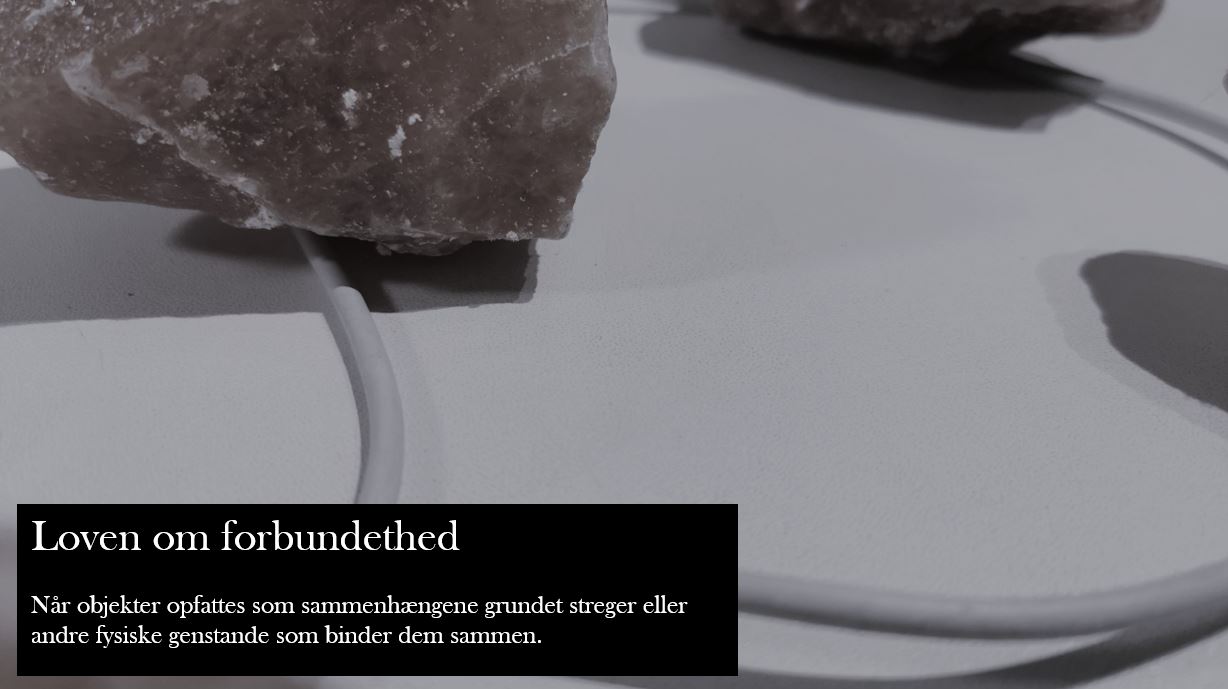 Loven om forbundethed
Når objekter opfattes som sammenhængene grundet streger eller
andre fysiske genstande som binder dem sammen.